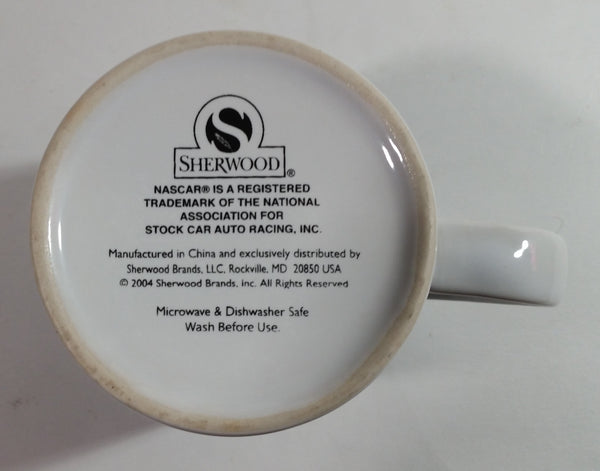 S
SHERWOOD®
NASCAR® IS A REGISTERED
TRADEMARK OF THE NATIONAL
ASSOCIATION FOR
STOCK CAR AUTO RACING, INC.
Manufactured in China and exclusively distributed by
Sherwood Brands, LLC, Rockville, MD 20850 USA
© 2004 Sherwood Brands, Inc. All Rights Reserved
Microwave & Dishwasher Safe
Wash Before Use.